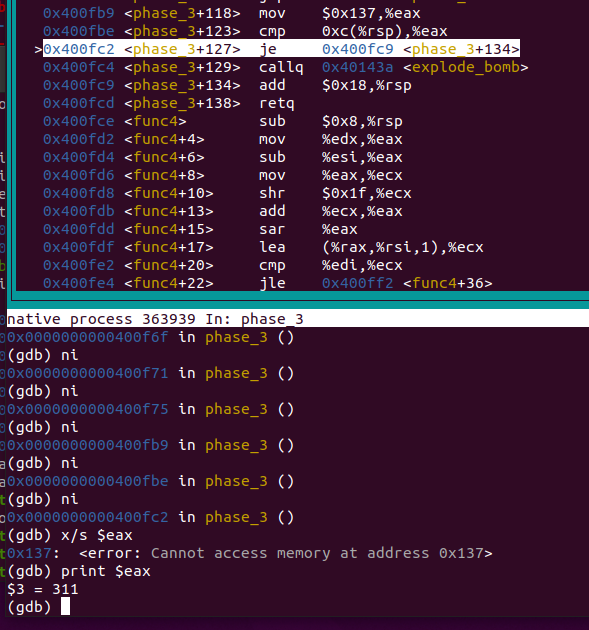 0x400fb9 <phase_3+118> mov $0x137,%eax
0x400fbe <phase_3+123> cmp 0xc(%rsp),%eax
>0x400fc2 <phase_3+127> je 0x400fc9 <phase_3+134>
0x400fc4 <phase_3+129> callq 0x40143a <explode_bomb>
0x400fc9 <phase_3+134> add $0x18,%rsp
0x400fcd <phase_3+138> retq
0x400fce <func4> sub $0x8,%rsp
0x400fd2 <func4+4> mov %edx,%eax
0x400fd4 <func4+6> sub %esi,%eax
0x400fd6 <func4+8> mov %eax,%ecx
0x400fd8 <func4+10> shr $0x1f,%ecx
0x400fdb <func4+13> add %ecx,%eax
0x400fdd <func4+15> sar %eax
0x400fdf <func4+17> lea (%rax,%rsi,1),%ecx
0x400fe2 <func4+20> cmp %edi,%ecx
0x400fe4 <func4+22> jle 0x400ff2 <func4+36>
native process 363939 In: phase_3
0x0000000000400f6f in phase_3 ()
(gdb) ni
0x0000000000400f71 in phase_3 ()
(gdb) ni
0x0000000000400f75 in phase_3 ()
(gdb) ni
0x0000000000400fb9 in phase_3 ()
(gdb) ni
0x0000000000400fbe in phase_3 ()
(gdb) ni
0x0000000000400fc2 in phase_3 ()
(gdb) x/s $eax
0x137: <error: Cannot access memory at address 0x137>
(gdb) print $eax
$3 = 311
(gdb)